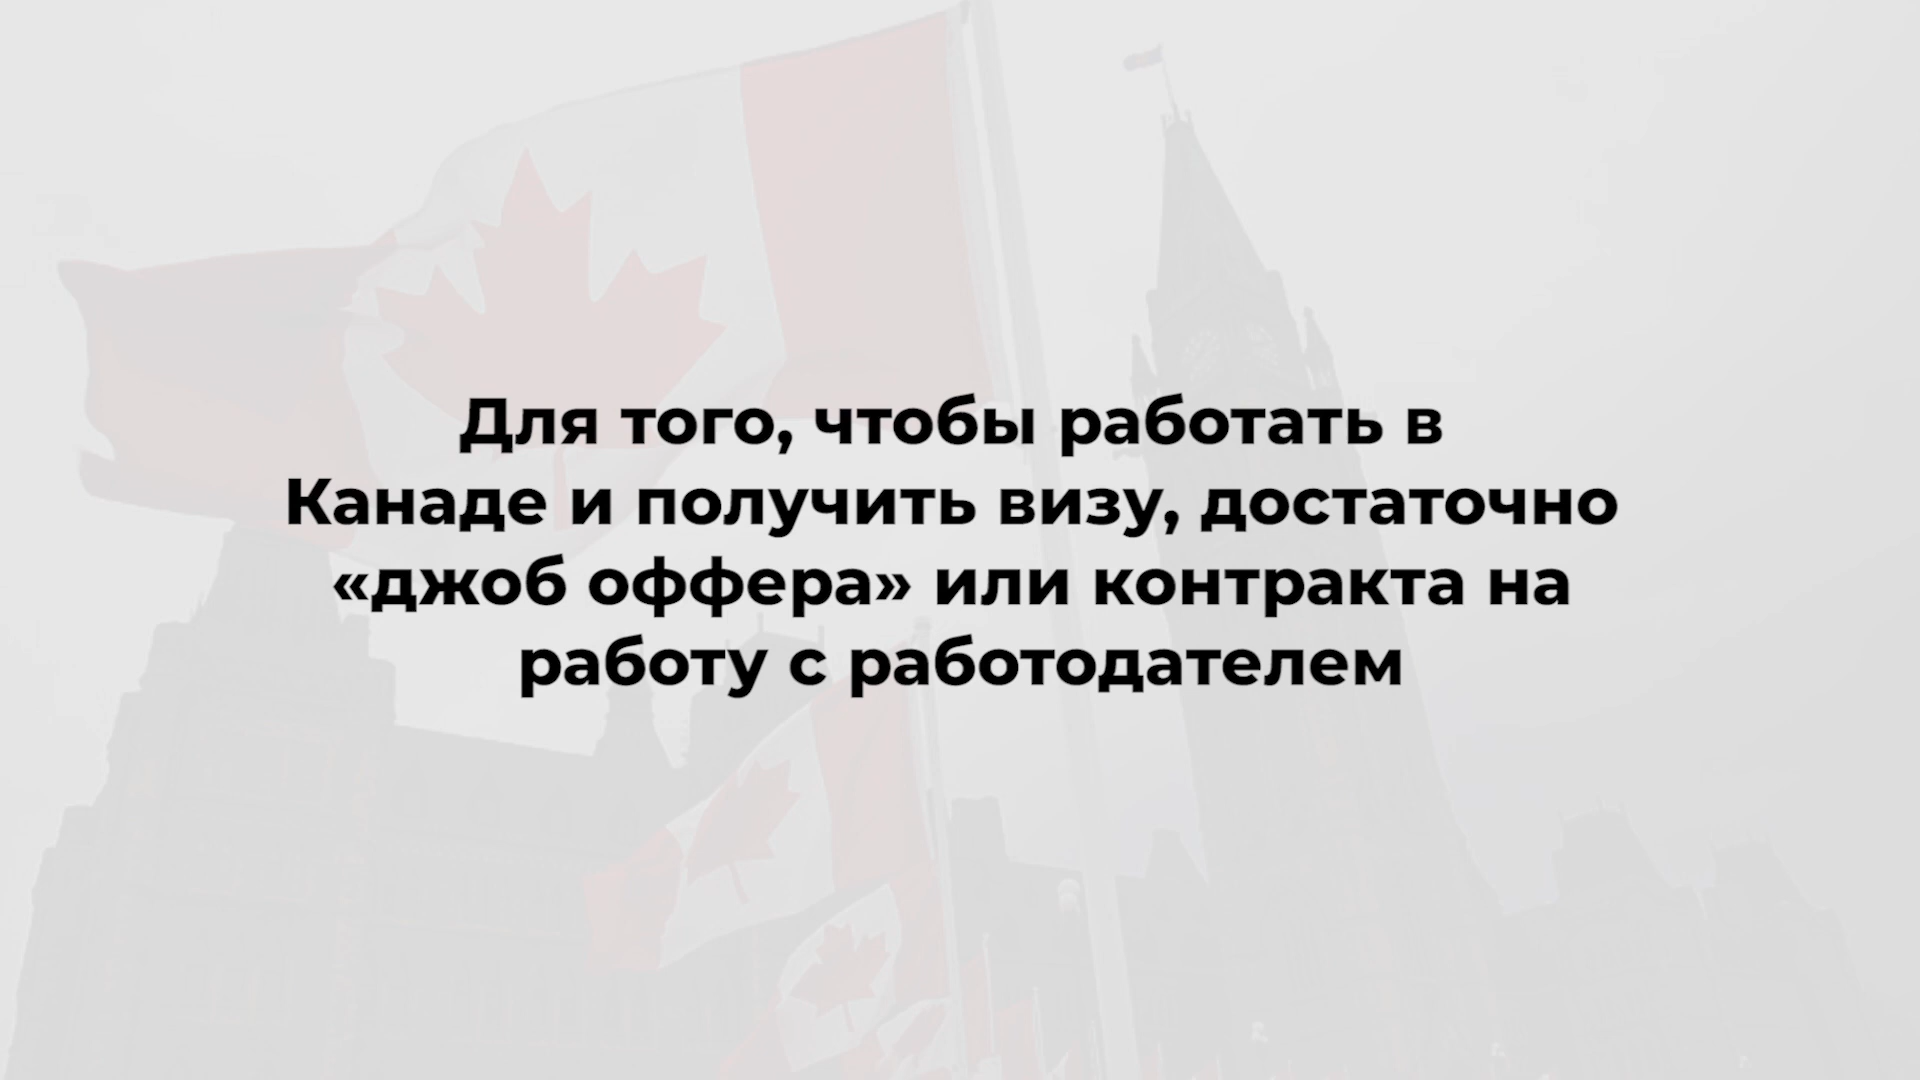 Для того, чтобы работать в
Канаде и получить визу, достаточно
«джоб оффера» или контракта на
работу с работодателем